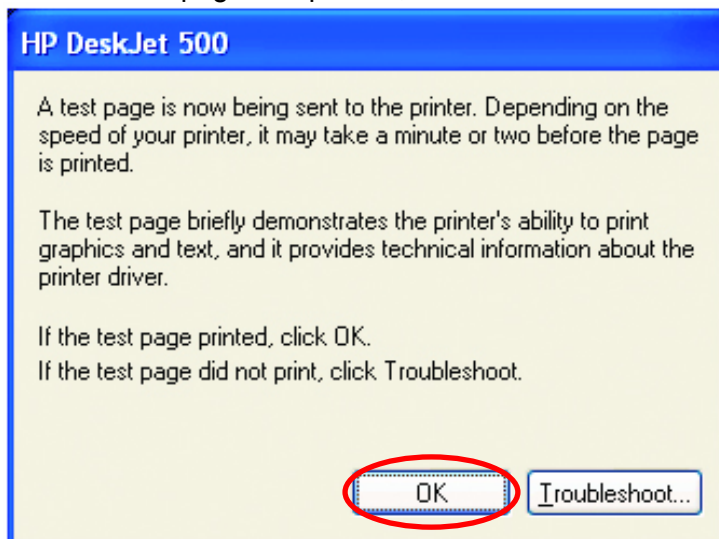 HP DeskJet 500
A test page is now being sent to the printer. Depending on the
speed of your printer, it may take a minute or two before the page
is printed.
The test page briefly demonstrates the printer's ability to print
graphics and text, and it provides technical information about the
printer driver.
If the test page printed, click OK.
If the test page did not print, click Troubleshoot.
OK Troubleshoot...